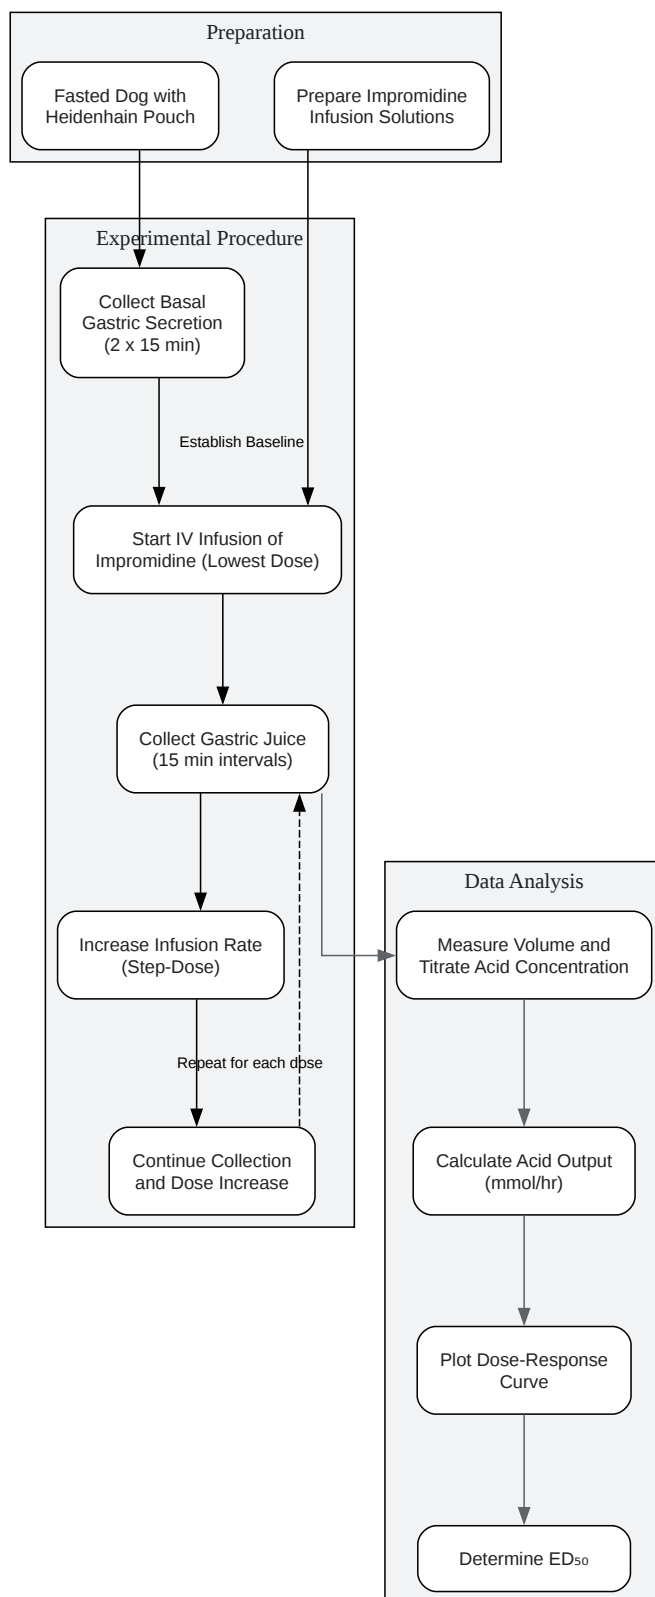 Preparation
Fasted Dog with
Heidenhain Pouch
Prepare Impromidine
Infusion Solutions
Experimental Procedure
Collect Basal
Gastric Secretion
(2 x 15 min)
Establish Baseline
Start IV Infusion of
Impromidine (Lowest Dose)
Collect Gastric Juice
(15 min intervals)
Increase Infusion Rate
(Step-Dose)
Repeat for each dose
Continue Collection
and Dose Increase
Data Analysis
Measure Volume and
Titrate Acid Concentration
Calculate Acid Output
(mmol/hr)
Plot Dose-Response
Curve
Determine ED₅₀